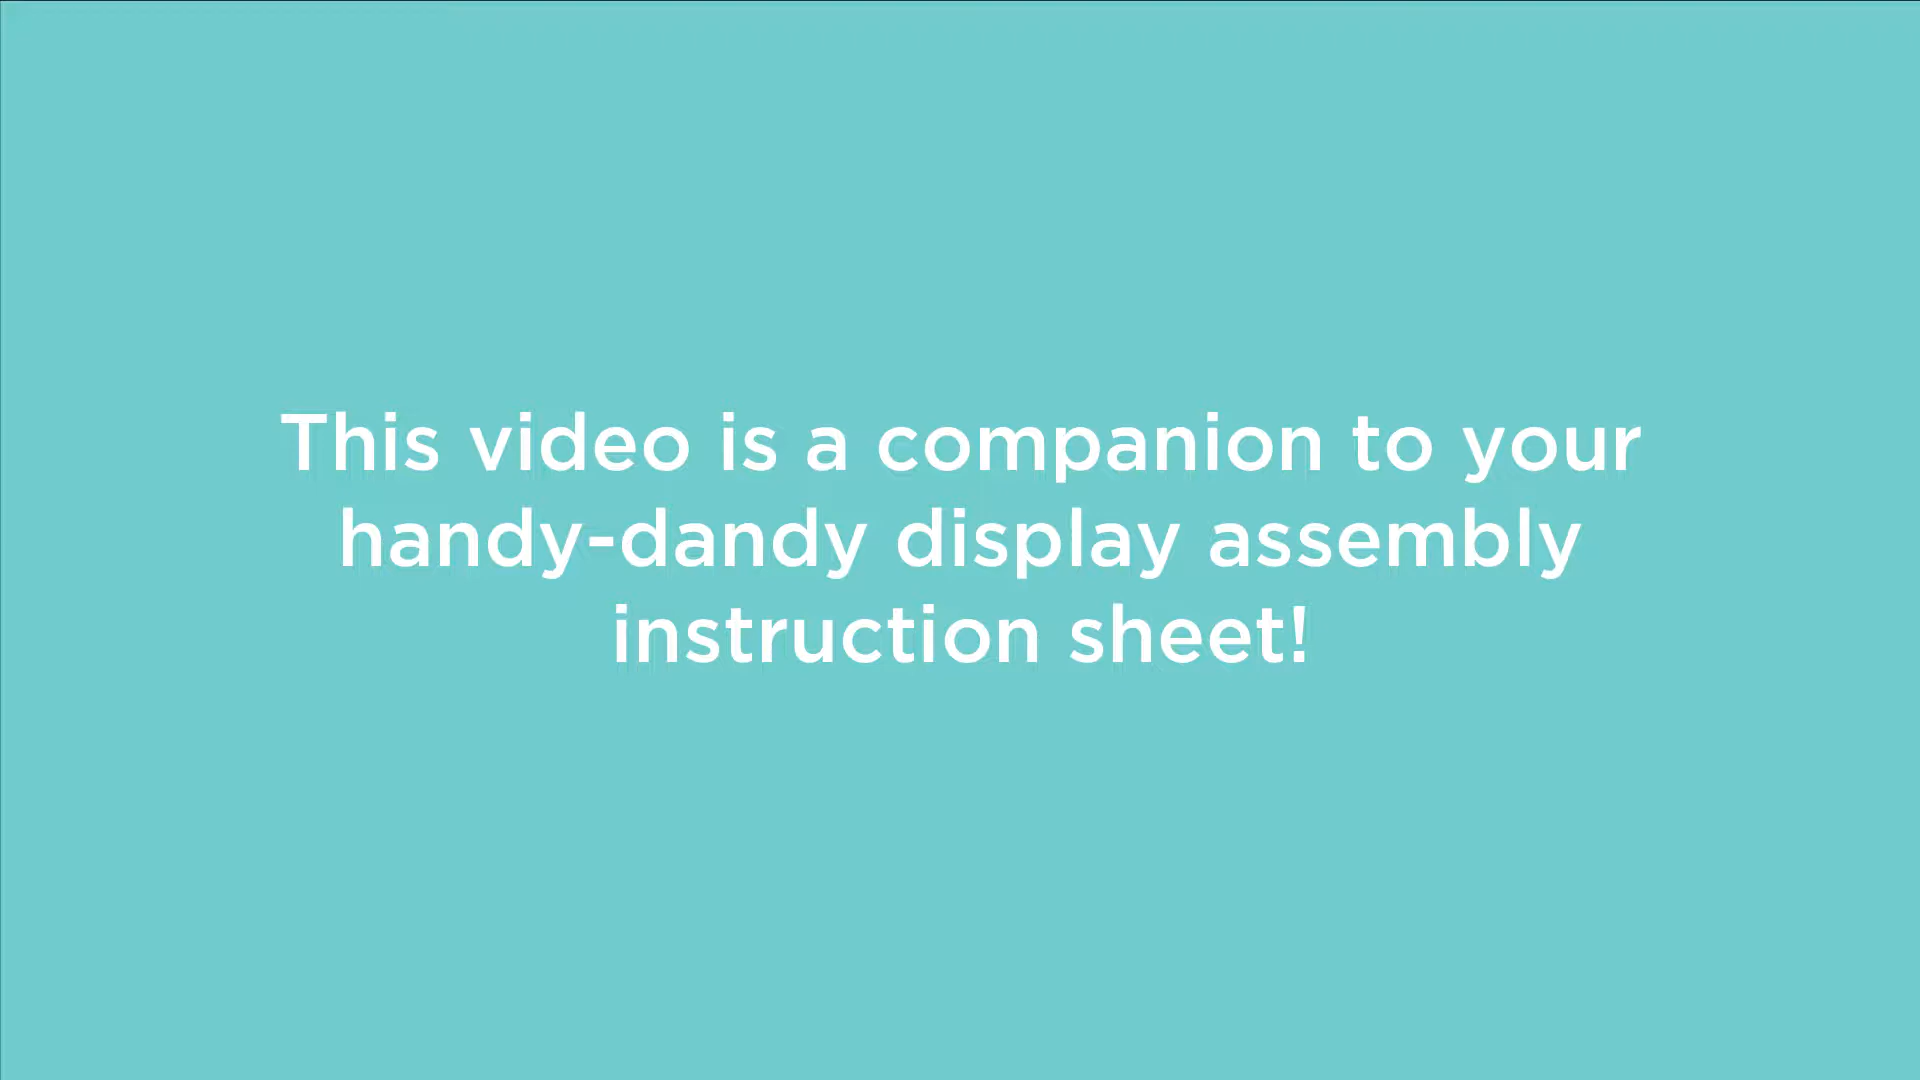 This video is a companion to your
handy-dandy display assembly
instruction sheet!